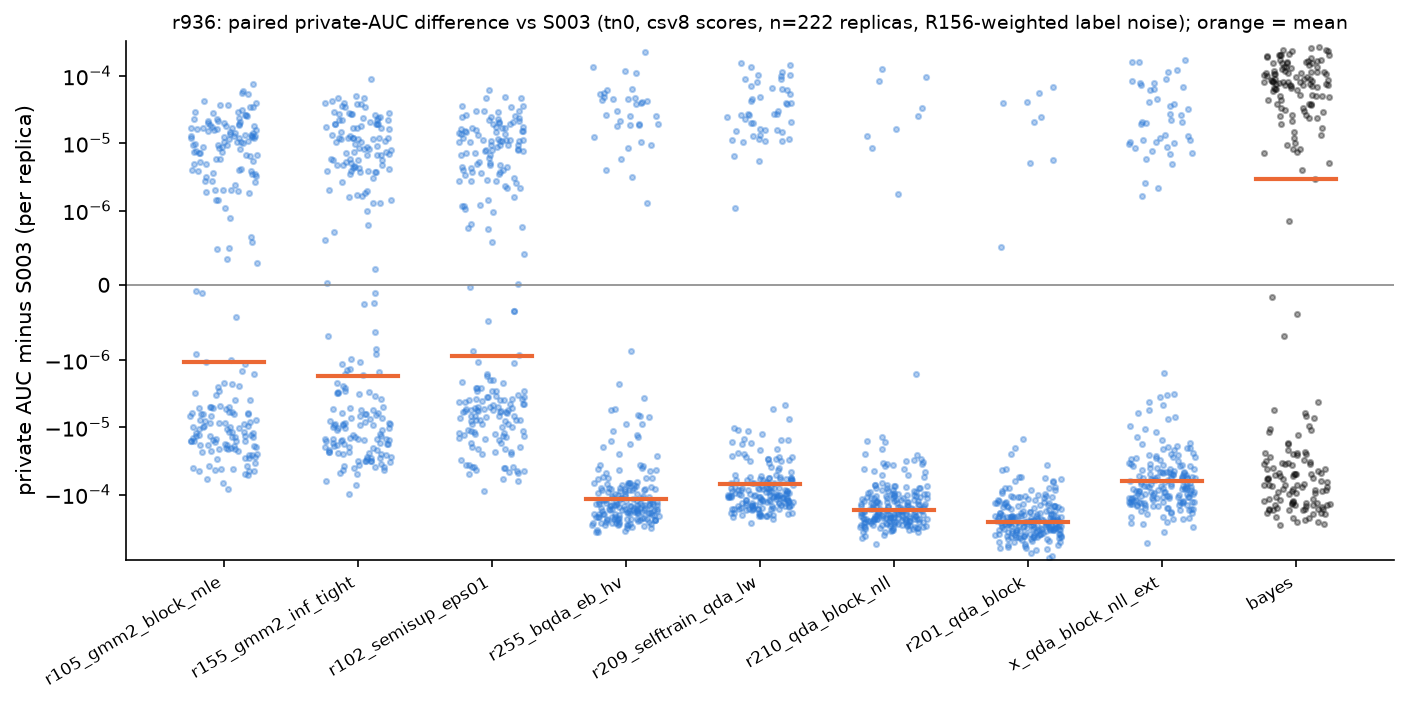 r936: paired private-AUC difference vs S003 (tn0, csv8 scores, n=222 replicas, R156-weighted label noise); orange = mean
private AUC minus S003 (per replica)
10⁻⁴
10⁻⁵
10⁻⁶
0
−10⁻⁶
−10⁻⁵
−10⁻⁴
r105_gmm2_block_mle
r155_gmm2_inf_tight
r102_semisup_eps01
r255_bqda_eb_hv
r209_selftrain_qda_lw
r210_qda_block_nll
r201_qda_block
x_qda_block_nll_ext
bayes